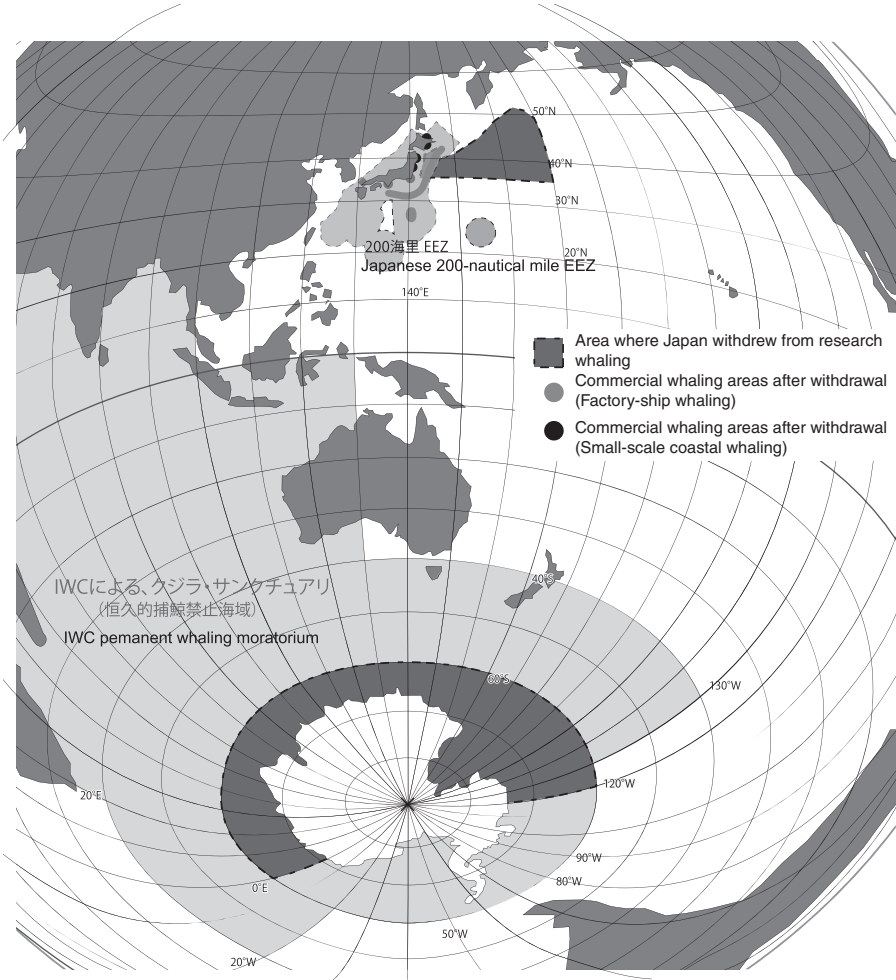 50°N
40°N
30°N
200海里 EEZ
20°N
Japanese 200-nautical mile EEZ
140°E
Area where Japan withdrew from research
whaling
Commercial whaling areas after withdrawal
(Factory-ship whaling)
Commercial whaling areas after withdrawal
(Small-scale coastal whaling)
40°S
IWCによる、クジラ・サンクチュアリ
（恒久的捕鯨禁止海域）
IWC pemanent whaling moratorium
60°S
130°W
120°W
20°E
90°W
80°W
0°E
50°W
20°W